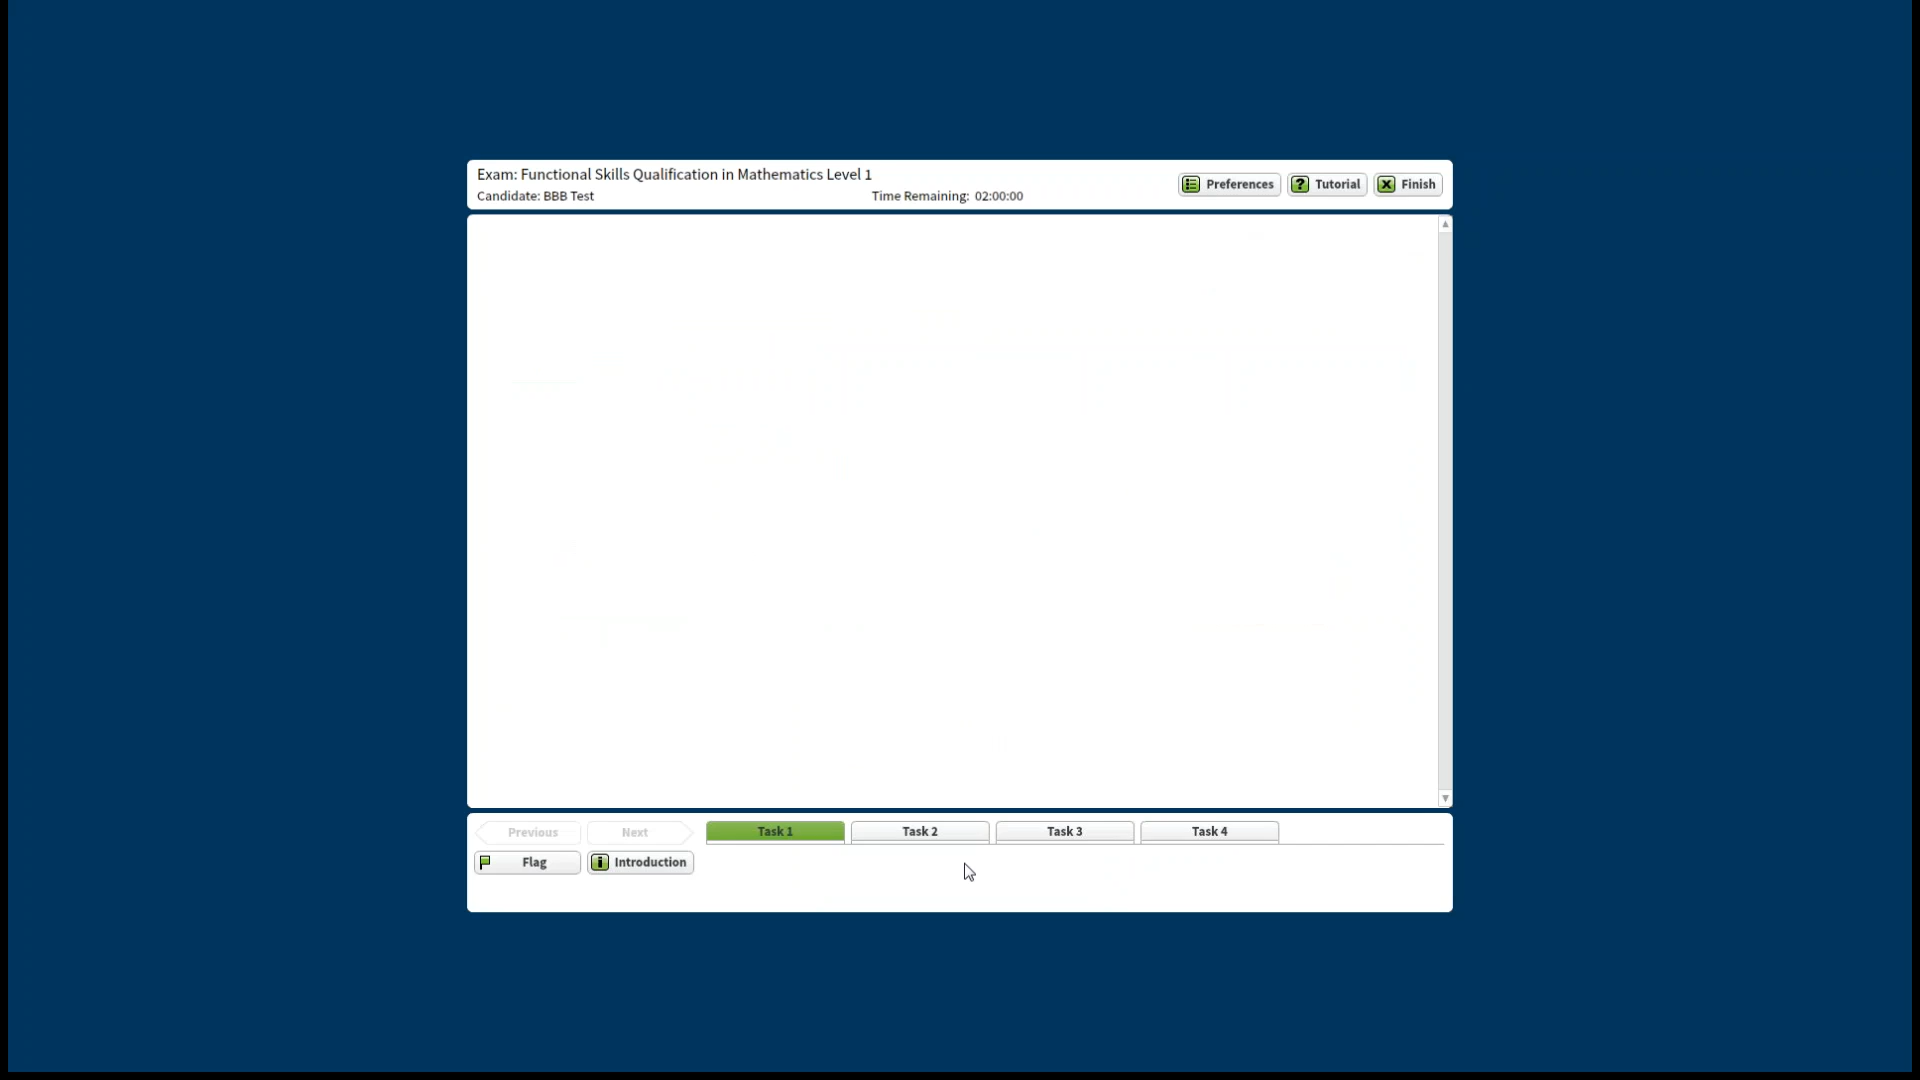 Exam: Functional Skills Qualification in Mathematics Level 1
Candidate: BBB Test
Time Remaining: 02:00:00
Preferences
Tutorial
Finish
Previous
Next
Task 1
Task 2
Task 3
Task 4
Flag
Introduction